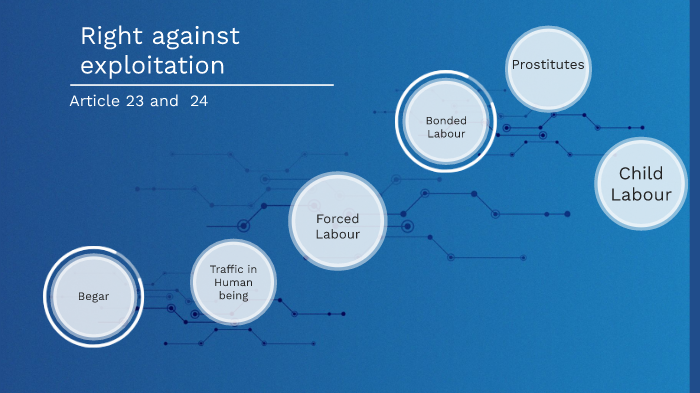 Right against
exploitation
Article 23 and  24
Prostitutes
Bonded
Labour
Child
Labour
Forced
Labour
Traffic in
Human
being
Begar